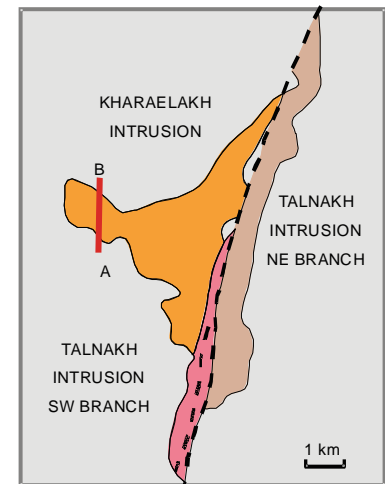 KHARAELAKH
INTRUSION
B
A
TALNAKH
INTRUSION
NE BRANCH
TALNAKH
INTRUSION
SW BRANCH
1 km